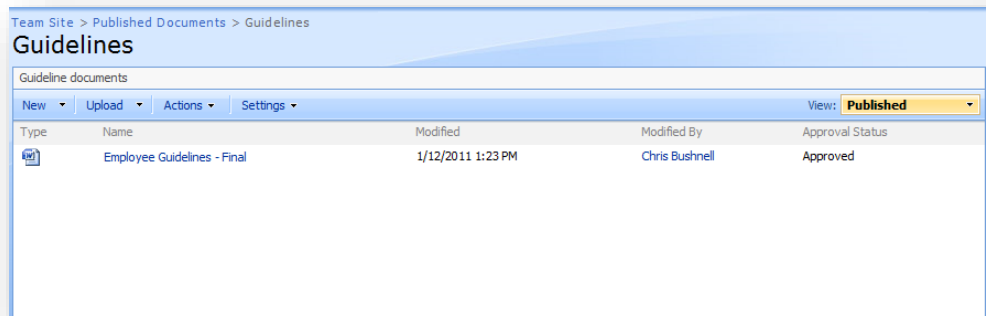 Team Site > Published Documents > Guidelines
Guidelines
Guideline documents
New Upload Actions Settings View: Published
Type Name Modified Modified By Approval Status
Employee Guidelines - Final 1/12/2011 1:23 PM Chris Bushnell Approved